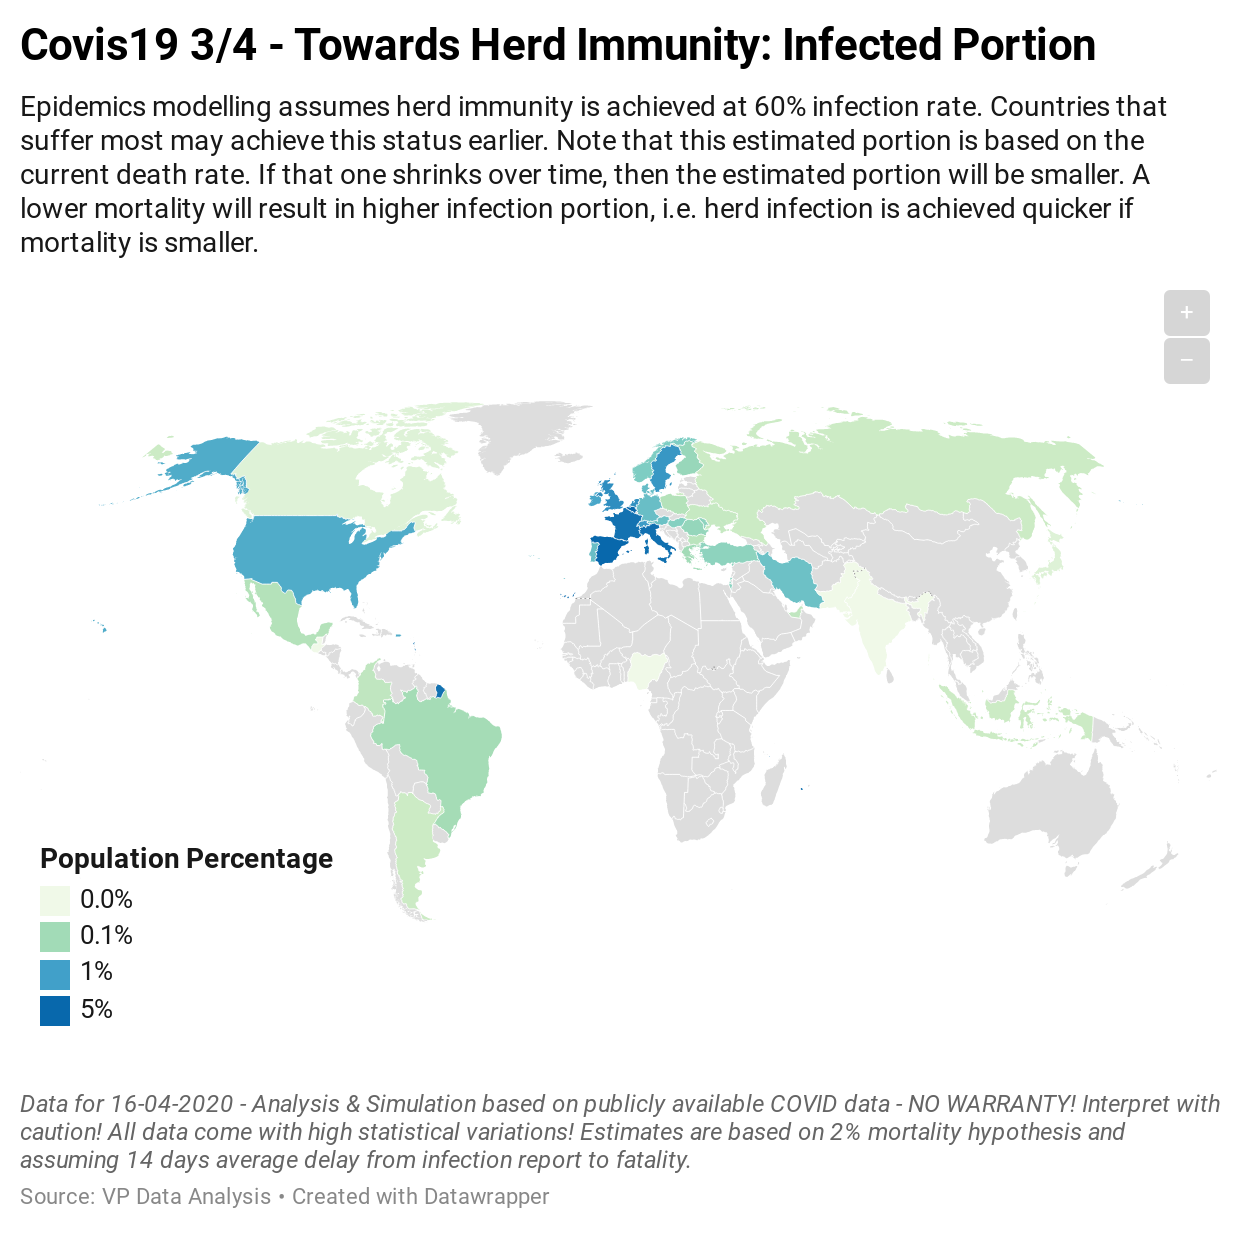 Covis19 3/4 - Towards Herd Immunity: Infected Portion
Epidemics modelling assumes herd immunity is achieved at 60% infection rate. Countries that
suffer most may achieve this status earlier. Note that this estimated portion is based on the
current death rate. If that one shrinks over time, then the estimated portion will be smaller. A
lower mortality will result in higher infection portion, i.e. herd infection is achieved quicker if
mortality is smaller.
+
−
Population Percentage
0.0%
0.1%
1%
5%
Data for 16-04-2020 - Analysis & Simulation based on publicly available COVID data - NO WARRANTY! Interpret with
caution! All data come with high statistical variations! Estimates are based on 2% mortality hypothesis and
assuming 14 days average delay from infection report to fatality.
Source: VP Data Analysis • Created with Datawrapper